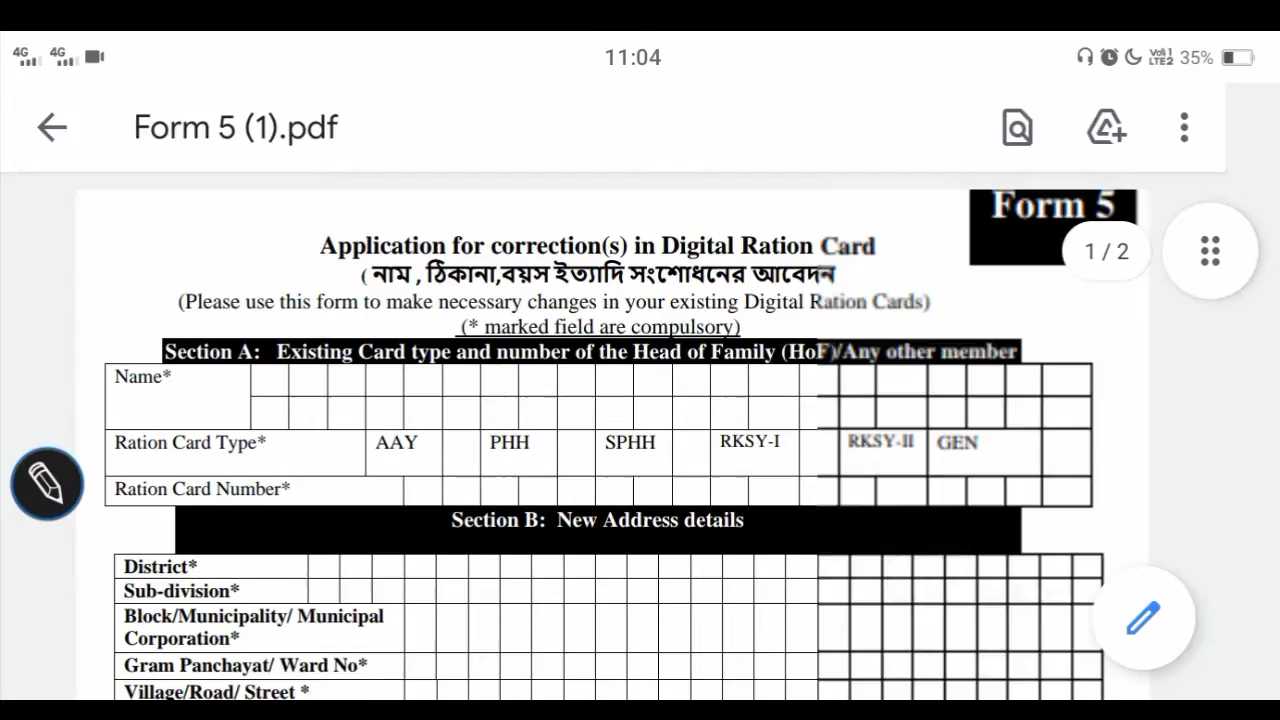 4G 4G 11:04 Vo)) 1 LTE2 35%
Form 5 (1).pdf
Form 5
1 / 2
Application for correction(s) in Digital Ration Card
( নাম , ঠিকানা,বয়স ইত্যাদি সংশোধনের আবেদন
(Please use this form to make necessary changes in your existing Digital Ration Cards)
(* marked field are compulsory)
Section A: Existing Card type and number of the Head of Family (HoF)/Any other member
Name*
Ration Card Type* AAY PHH SPHH RKSY-I RKSY-II GEN
Ration Card Number*
Section B: New Address details
District*
Sub-division*
Block/Municipality/ Municipal
Corporation*
Gram Panchayat/ Ward No*
Village/Road/ Street *